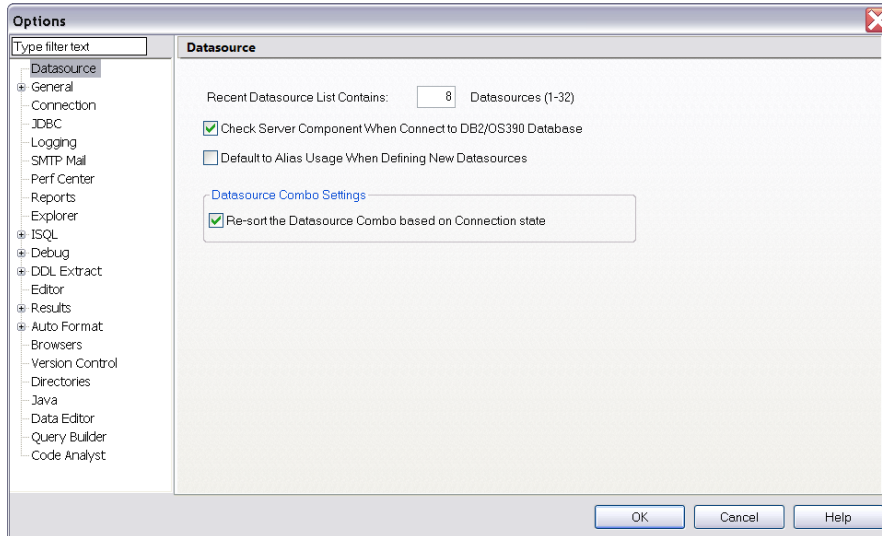 Options
Type filter text
Datasource
General
Connection
JDBC
Logging
SMTP Mail
Perf Center
Reports
Explorer
ISQL
Debug
DDL Extract
Editor
Results
Auto Format
Browsers
Version Control
Directories
Java
Data Editor
Query Builder
Code Analyst
Datasource
Recent Datasource List Contains: 8 Datasources (1-32)
Check Server Component When Connect to DB2/OS390 Database
Default to Alias Usage When Defining New Datasources
Datasource Combo Settings
Re-sort the Datasource Combo based on Connection state
OK Cancel Help